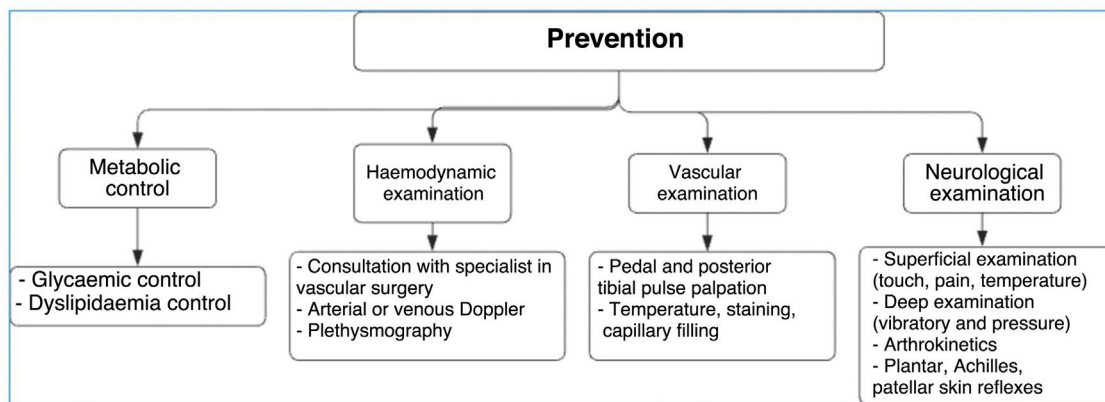 Prevention
Metabolic
control
Haemodynamic
examination
Vascular
examination
Neurological
examination
- Glycaemic control
- Dyslipidaemia control
- Consultation with specialist in
vascular surgery
- Arterial or venous Doppler
- Plethysmography
- Pedal and posterior
tibial pulse palpation
- Temperature, staining,
capillary filling
- Superficial examination
(touch, pain, temperature)
- Deep examination
(vibratory and pressure)
- Arthrokinetics
- Plantar, Achilles,
patellar skin reflexes